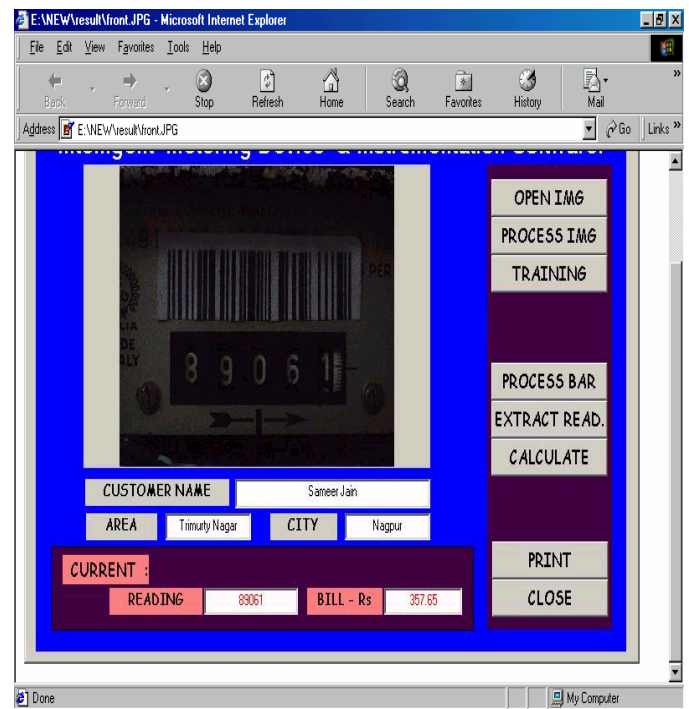 E:\NEW\result\front.JPG - Microsoft Internet Explorer
File Edit View Favorites Tools Help
Back Forward Stop Refresh Home Search Favorites History Mail »
Address E:\NEW\result\front.JPG Go Links »
OPEN IMG
PROCESS IMG
TRAINING
PER
DE
ALY
8 9 0 6 1
PROCESS BAR
EXTRACT READ.
CALCULATE
CUSTOMER NAME Sameer Jain
AREA Trimurty Nagar CITY Nagpur
CURRENT :
READING 89061 BILL - Rs 357.65
PRINT
CLOSE
Done My Computer